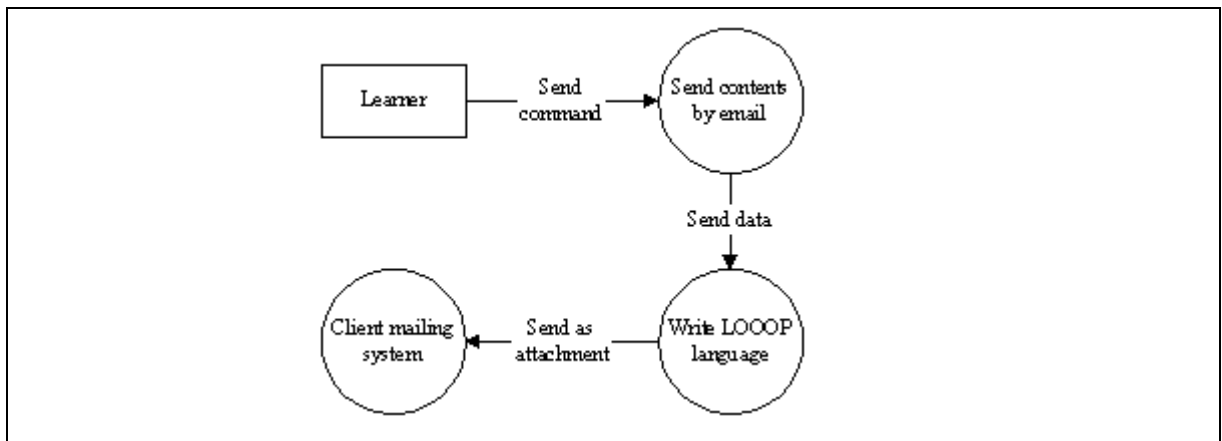 Learner
Send
command
Send contents
by email
Send data
Write LOOOP
language
Send as
attachment
Client mailing
system